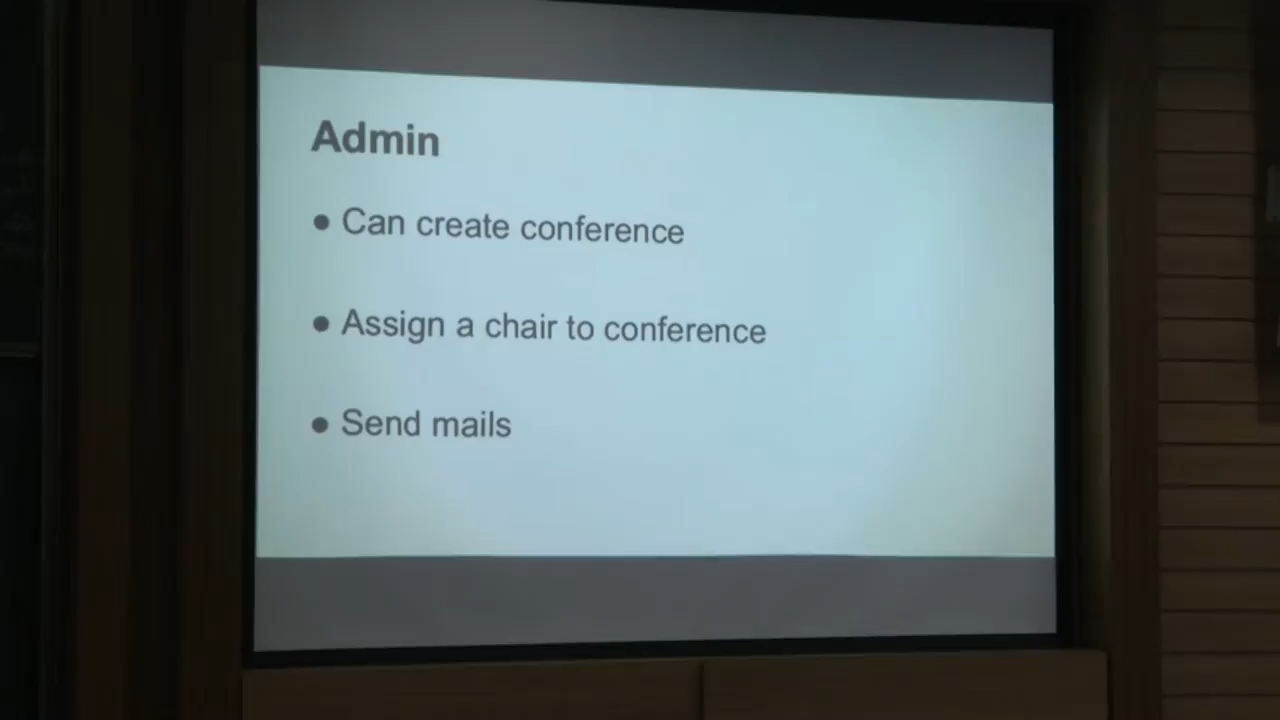 Admin
● Can create conference
● Assign a chair to conference
● Send mails